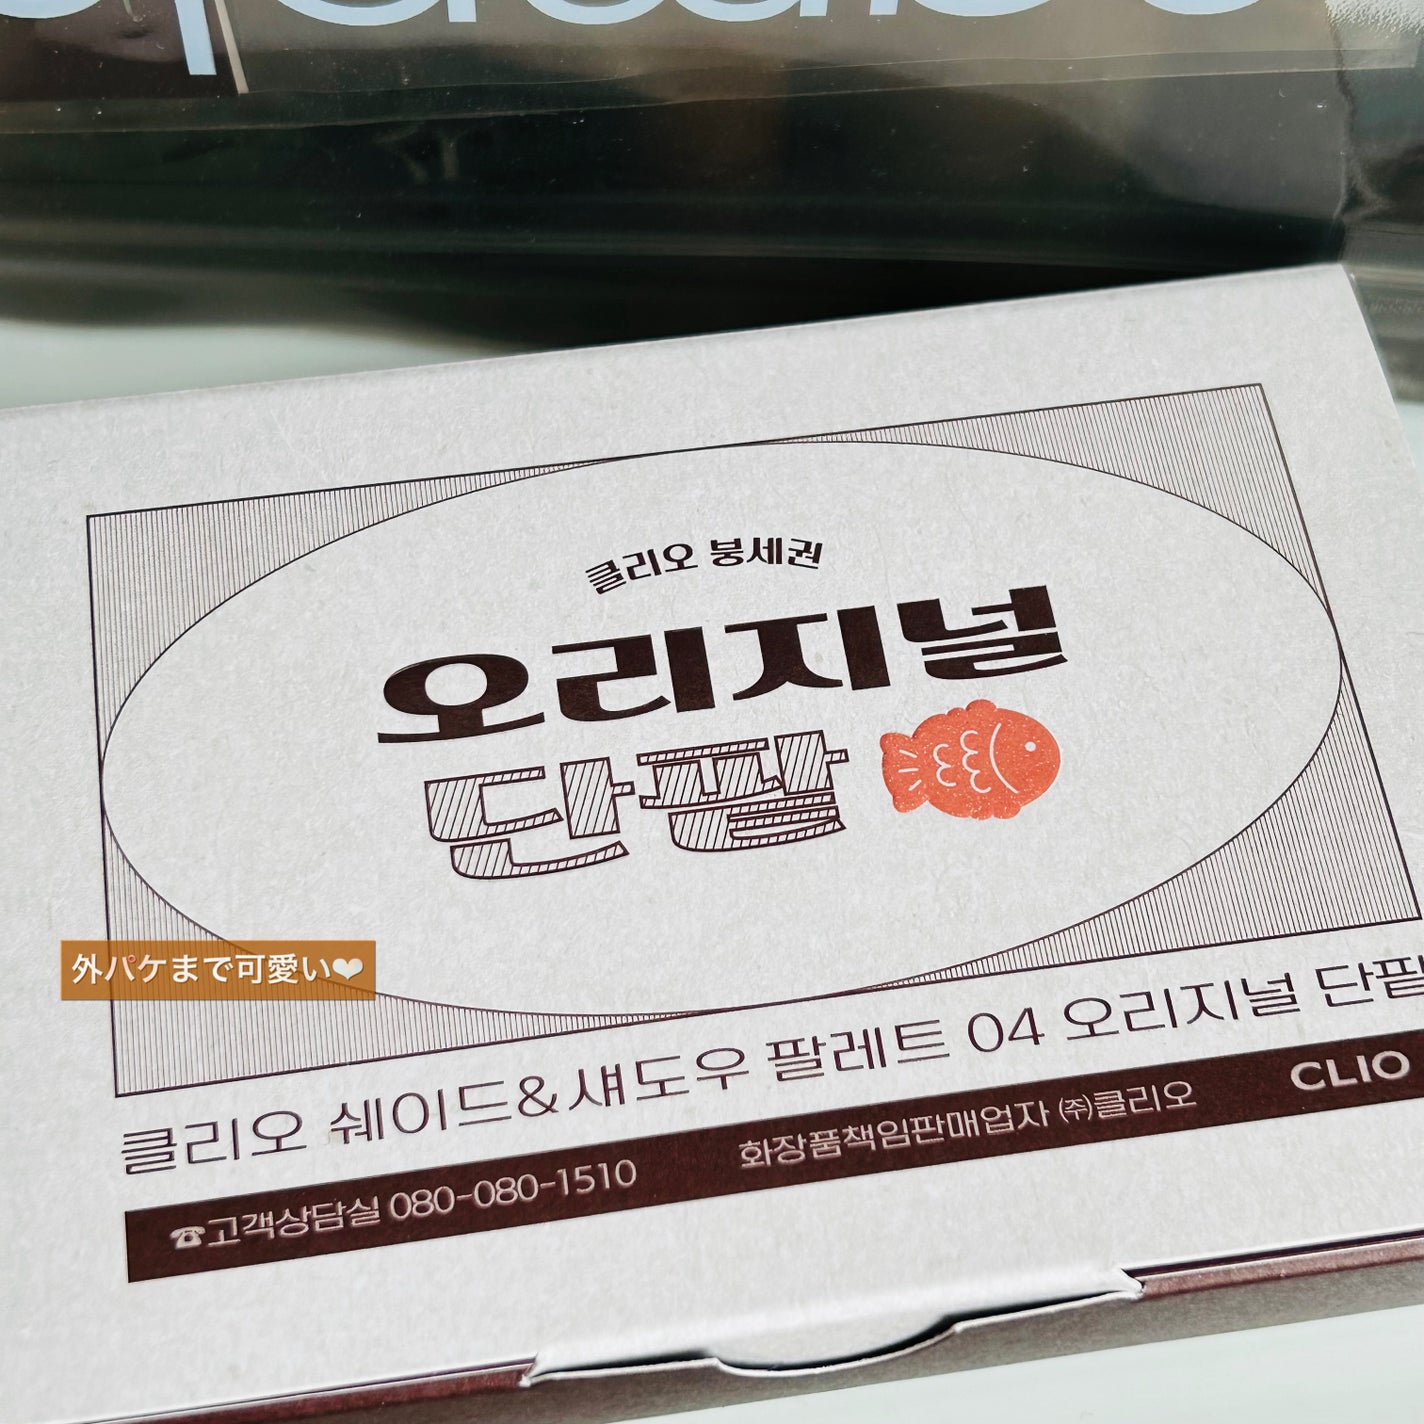 클리오 붕세권
오리지널
단팥
外パケまで可愛い❤
클리오 쉐이드&섀도우 팔레트 04 오리지널 단팥
☎고객상담실 080-080-1510 화장품책임판매업자 ㈜클리오 CLIO